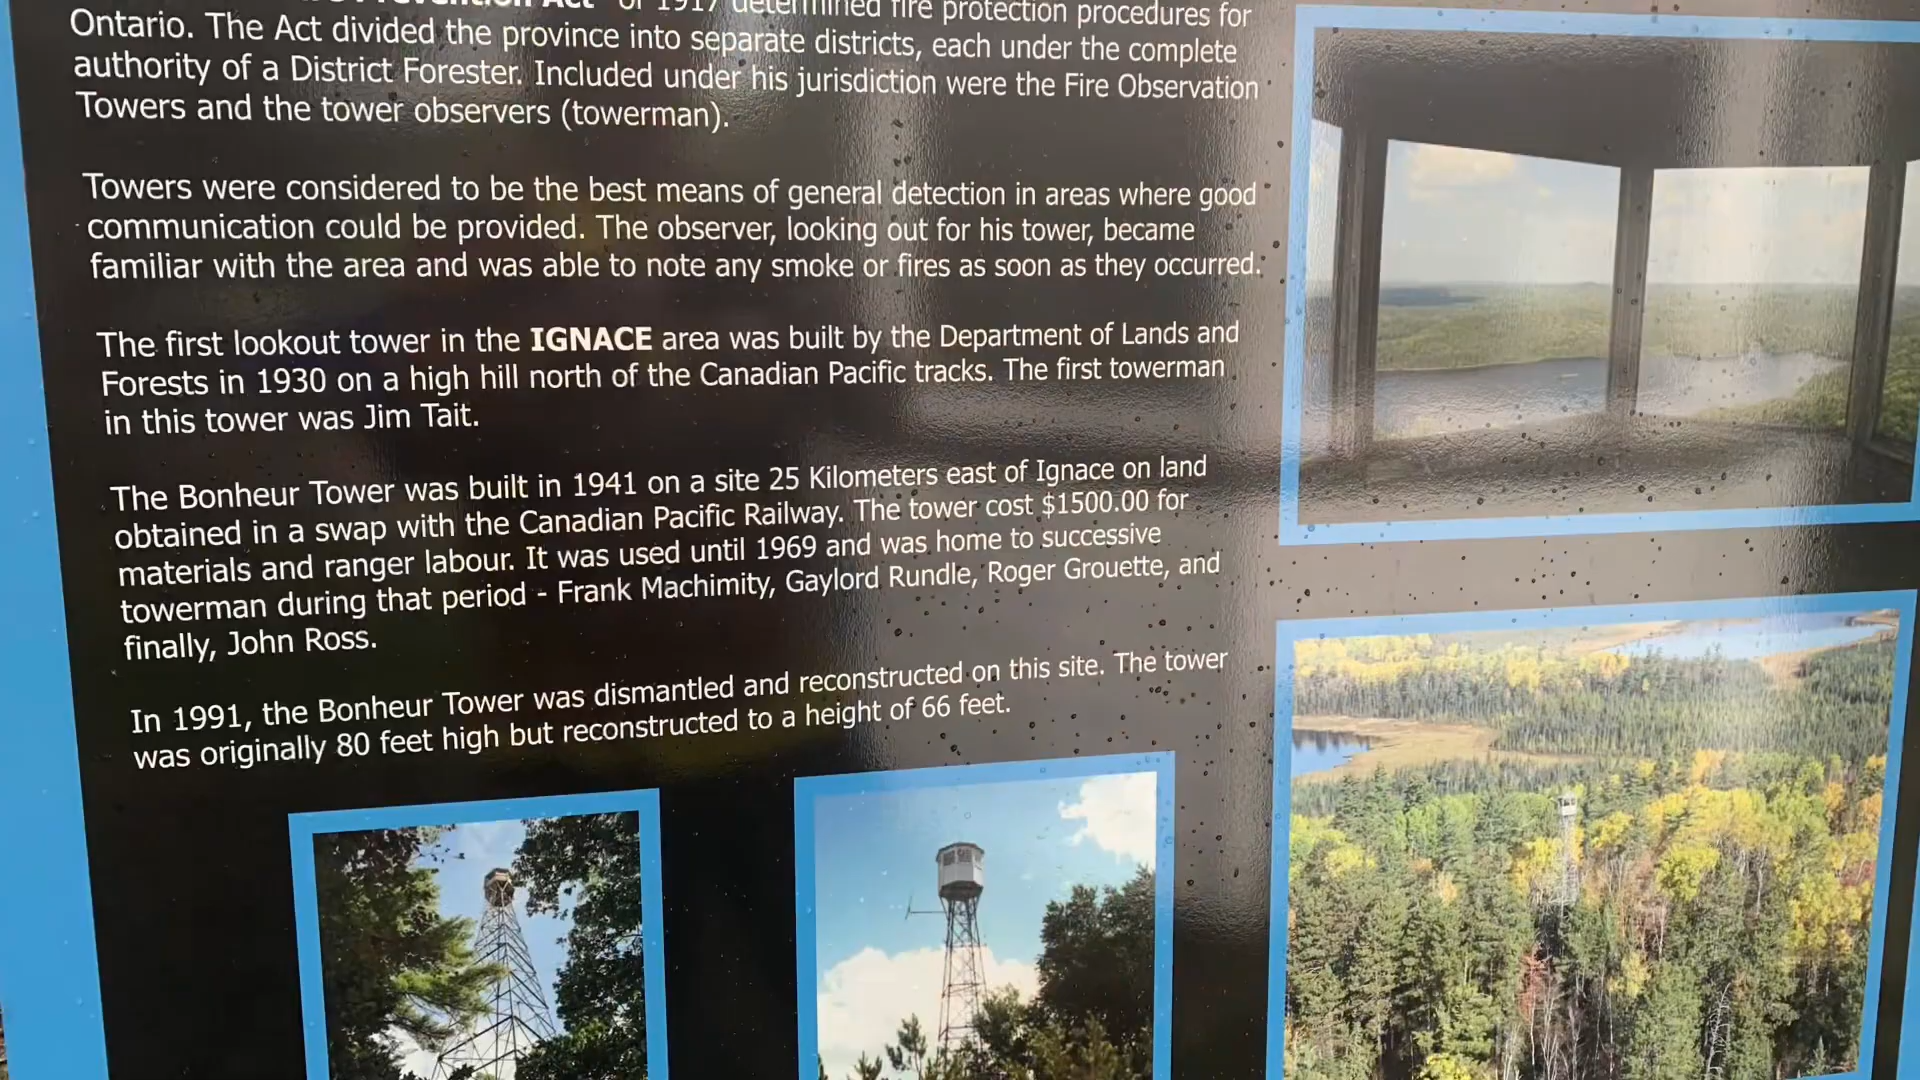 Prevention Act of 1917 determined fire protection procedures for
Ontario. The Act divided the province into separate districts, each under the complete
authority of a District Forester. Included under his jurisdiction were the Fire Observation
Towers and the tower observers (towerman).
Towers were considered to be the best means of general detection in areas where good
communication could be provided. The observer, looking out for his tower, became
familiar with the area and was able to note any smoke or fires as soon as they occurred.
The first lookout tower in the IGNACE area was built by the Department of Lands and
Forests in 1930 on a high hill north of the Canadian Pacific tracks. The first towerman
in this tower was Jim Tait.
The Bonheur Tower was built in 1941 on a site 25 Kilometers east of Ignace on land
obtained in a swap with the Canadian Pacific Railway. The tower cost $1500.00 for
materials and ranger labour. It was used until 1969 and was home to successive
towerman during that period - Frank Machimity, Gaylord Rundle, Roger Grouette, and
finally, John Ross.
In 1991, the Bonheur Tower was dismantled and reconstructed on this site. The tower
was originally 80 feet high but reconstructed to a height of 66 feet.